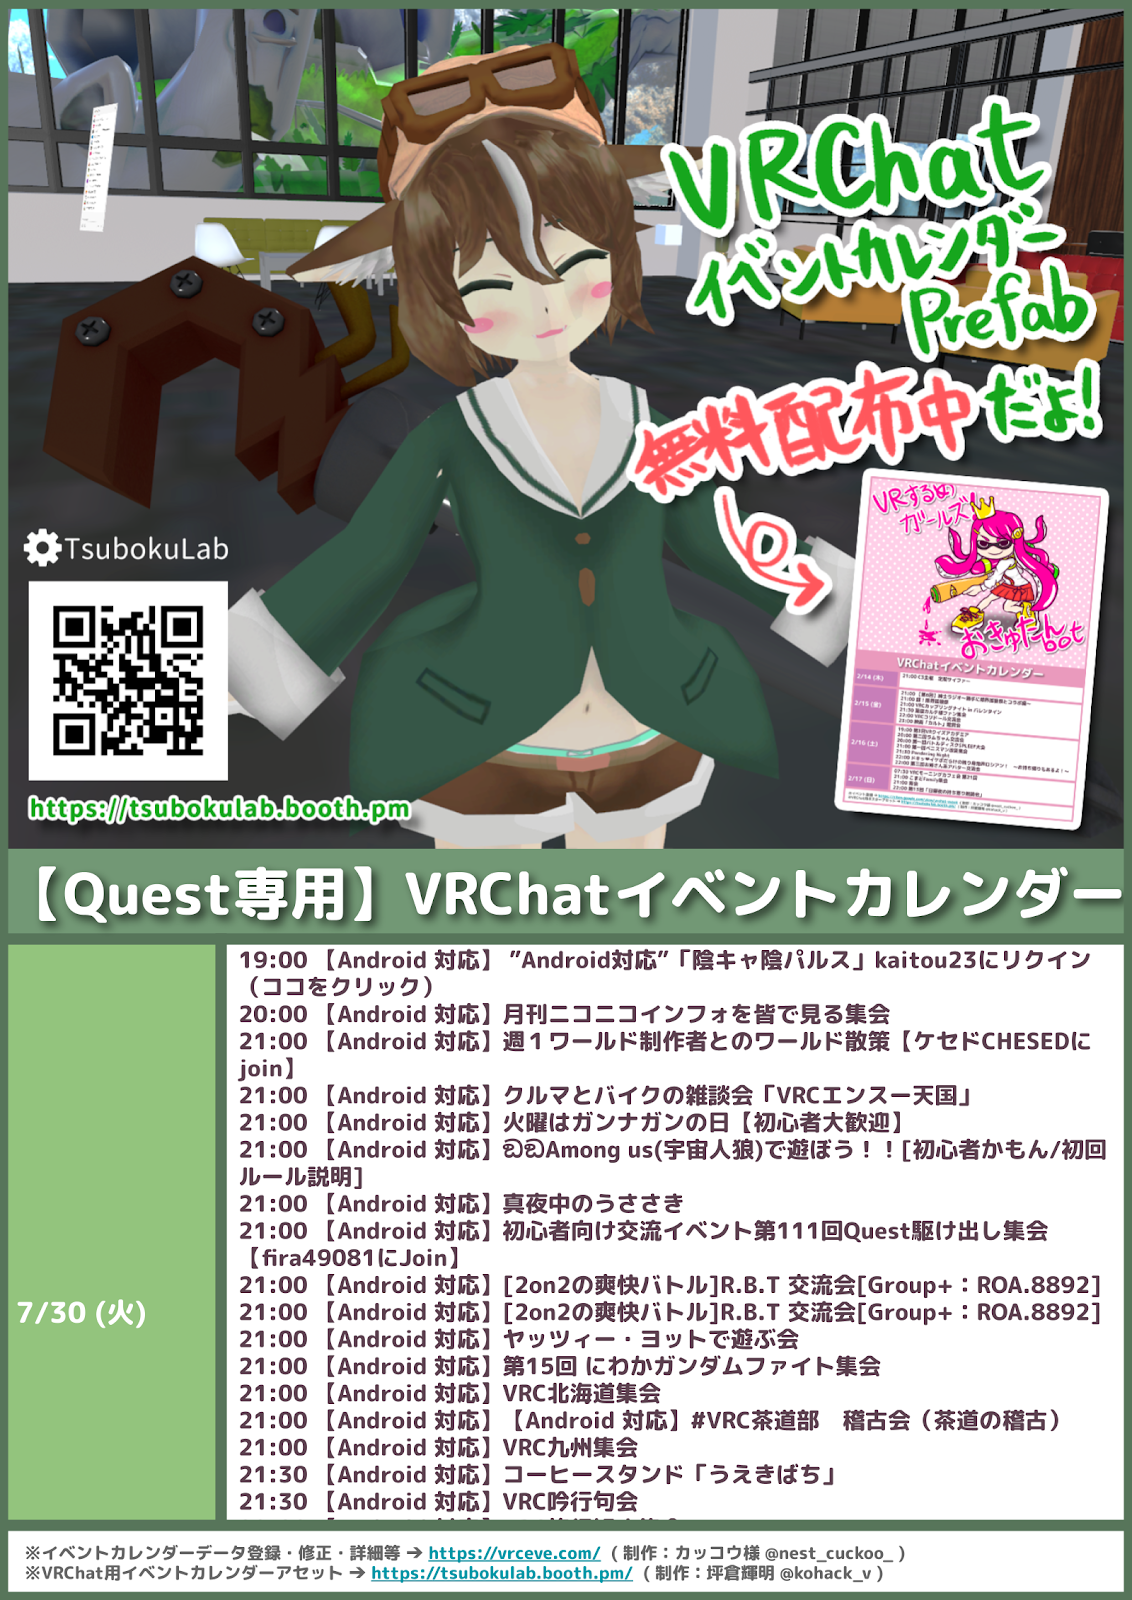 VRChat
イベントカレンダー
Prefab
無料配布中だよ!
TsubokuLab
https://tsubokulab.booth.pm
VRするめ
ガールズ
おきゅたん
bot
VRChatイベントカレンダー
2/14 (木)
2/15 (金)
2/16 (土)
2/17 (日)
【Quest専用】VRChatイベントカレンダー
7/30 (火)
19:00 【Android 対応】 ”Android対応”「陰キャ陰パルス」kaitou23にリクイン
（ココをクリック）
20:00 【Android 対応】月刊ニコニコインフォを皆で見る集会
21:00 【Android 対応】週１ワールド制作者とのワールド散策【ケセドCHESEDに
join】
21:00 【Android 対応】クルマとバイクの雑談会「VRCエンスー天国」
21:00 【Android 対応】火曜はガンナガンの日【初心者大歓迎】
21:00 【Android 対応】ඞඞAmong us(宇宙人狼)で遊ぼう！！[初心者かもん/初回
ルール説明]
21:00 【Android 対応】真夜中のうささき
21:00 【Android 対応】初心者向け交流イベント第111回Quest駆け出し集会
【fira49081にJoin】
21:00 【Android 対応】[2on2の爽快バトル]R.B.T 交流会[Group+：ROA.8892]
21:00 【Android 対応】[2on2の爽快バトル]R.B.T 交流会[Group+：ROA.8892]
21:00 【Android 対応】ヤッツィー・ヨットで遊ぶ会
21:00 【Android 対応】第15回 にわかガンダムファイト集会
21:00 【Android 対応】VRC北海道集会
21:00 【Android 対応】【Android 対応】#VRC茶道部　稽古会（茶道の稽古）
21:00 【Android 対応】VRC九州集会
21:30 【Android 対応】コーヒースタンド「うえきばち」
21:30 【Android 対応】VRC吟行句会
※イベントカレンダーデータ登録・修正・詳細等 → https://vrceve.com/ （制作：カッコウ様 @nest_cuckoo_ ）
※VRChat用イベントカレンダーアセット → https://tsubokulab.booth.pm/ （制作：坪倉輝明 @kohack_v ）